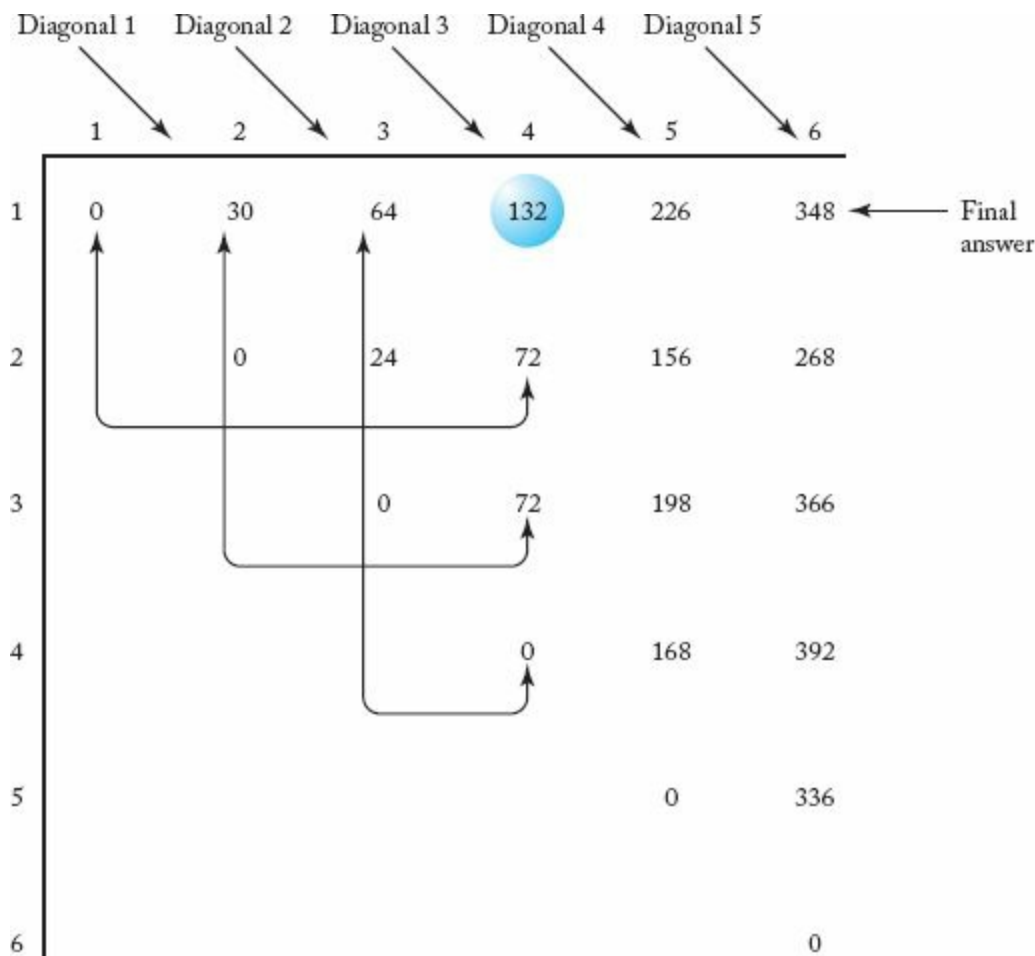 Diagonal 1 Diagonal 2 Diagonal 3 Diagonal 4 Diagonal 5
1 2 3 4 5 6
1 0 30 64 132 226 348 Final
answer
2 0 24 72 156 268
3 0 72 198 366
4 0 168 392
5 0 336
6 0